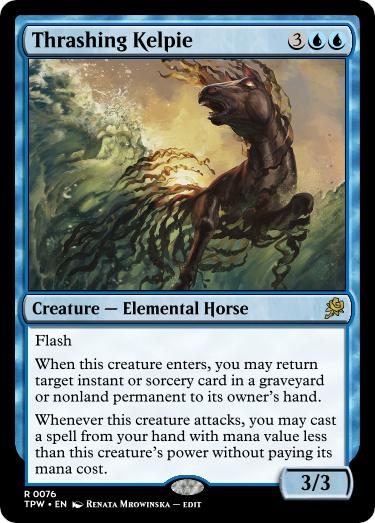 Thrashing Kelpie 3
Creature — Elemental Horse
Flash
When this creature enters, you may return
target instant or sorcery card in a graveyard
or nonland permanent to its owner's hand.
Whenever this creature attacks, you may cast
a spell from your hand with mana value less
than this creature's power without paying its
mana cost.
3/3
R 0076
TPW • EN Renata Mrowinska — edit